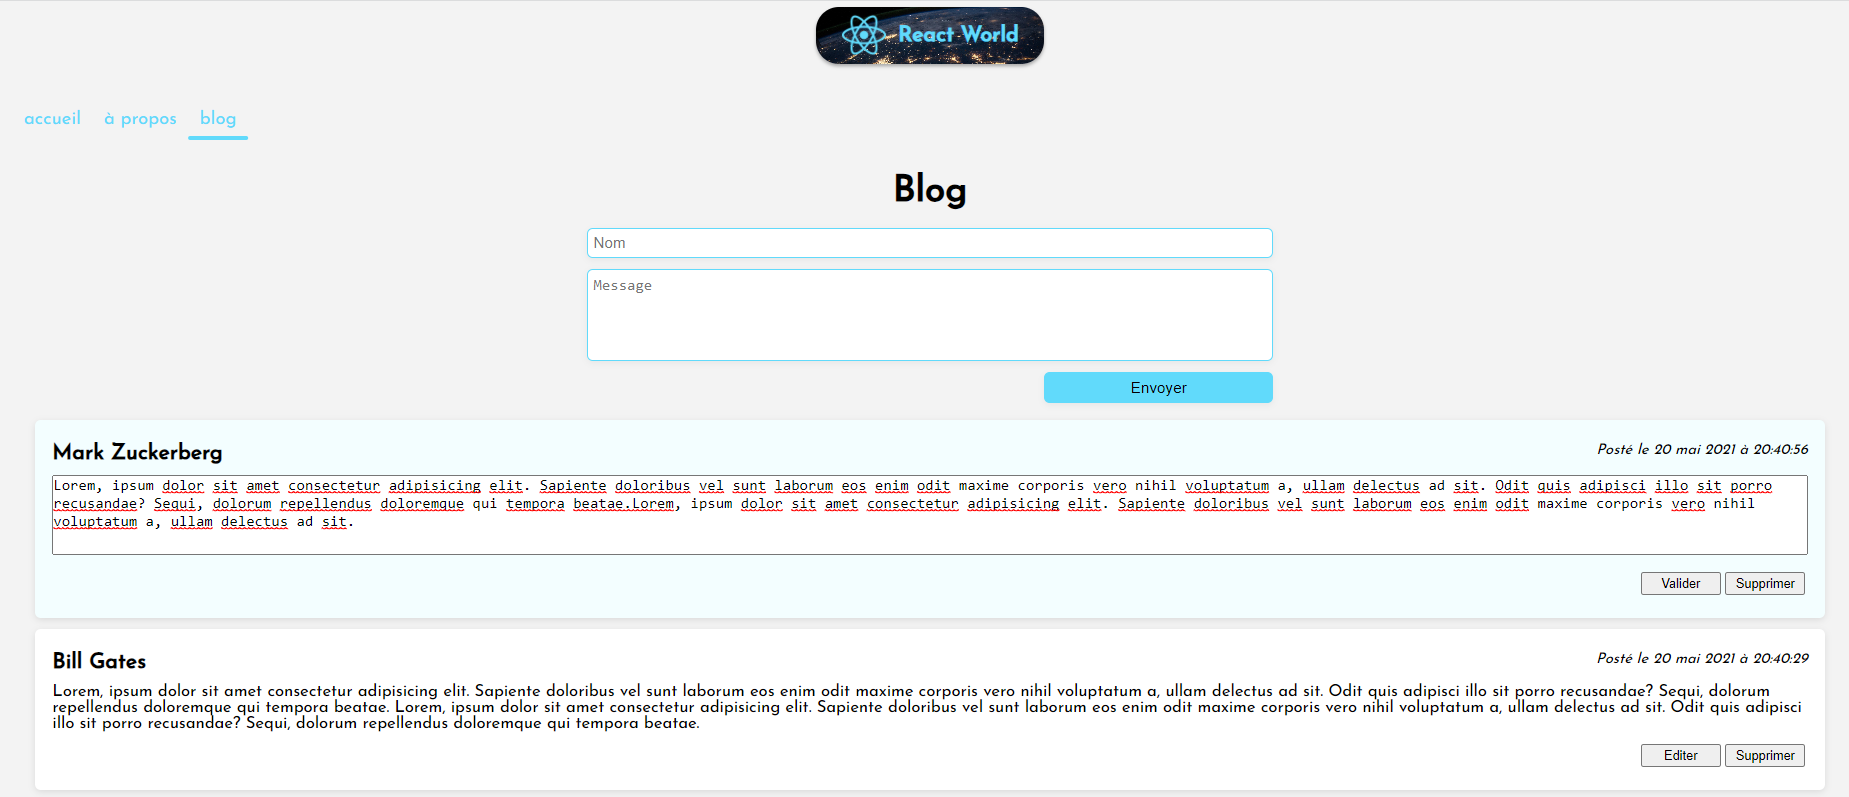 React World
accueil à propos blog
Blog
Nom
Message
Envoyer
Mark Zuckerberg
Posté le 20 mai 2021 à 20:40:56
Lorem, ipsum dolor sit amet consectetur adipisicing elit. Sapiente doloribus vel sunt laborum eos enim odit maxime corporis vero nihil voluptatum a, ullam delectus ad sit. Odit quis adipisci illo sit porro
recusandae? Sequi, dolorum repellendus doloremque qui tempora beatae.Lorem, ipsum dolor sit amet consectetur adipisicing elit. Sapiente doloribus vel sunt laborum eos enim odit maxime corporis vero nihil
voluptatum a, ullam delectus ad sit.
Valider Supprimer
Bill Gates
Posté le 20 mai 2021 à 20:40:29
Lorem, ipsum dolor sit amet consectetur adipisicing elit. Sapiente doloribus vel sunt laborum eos enim odit maxime corporis vero nihil voluptatum a, ullam delectus ad sit. Odit quis adipisci illo sit porro recusandae? Sequi, dolorum
repellendus doloremque qui tempora beatae. Lorem, ipsum dolor sit amet consectetur adipisicing elit. Sapiente doloribus vel sunt laborum eos enim odit maxime corporis vero nihil voluptatum a, ullam delectus ad sit. Odit quis adipisci
illo sit porro recusandae? Sequi, dolorum repellendus doloremque qui tempora beatae.
Editer Supprimer